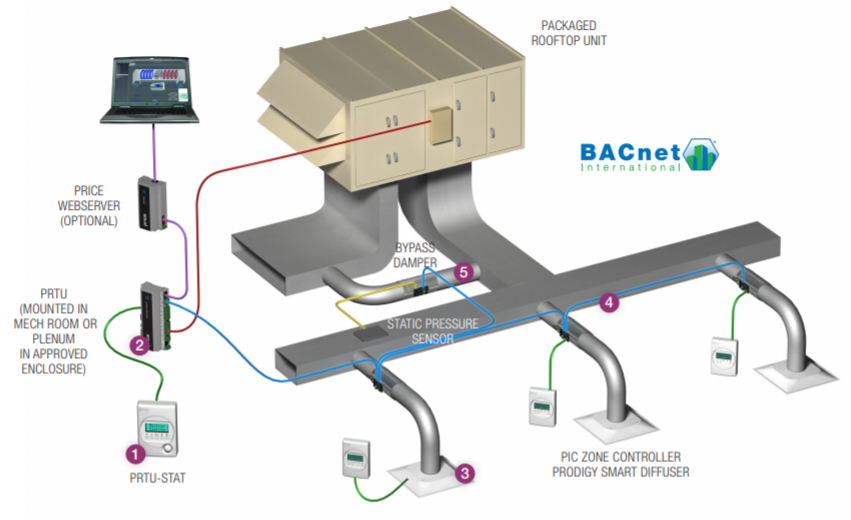 PACKAGED
ROOFTOP UNIT
BACnet
International
PRICE
WEBSERVER
(OPTIONAL)
BYPASS
DAMPER
5
PRTU
(MOUNTED IN
MECH ROOM OR
PLENUM
IN APPROVED
ENCLOSURE)
2
4
STATIC PRESSURE
SENSOR
1
PRTU-STAT
3
PIC ZONE CONTROLLER
PRODIGY SMART DIFFUSER